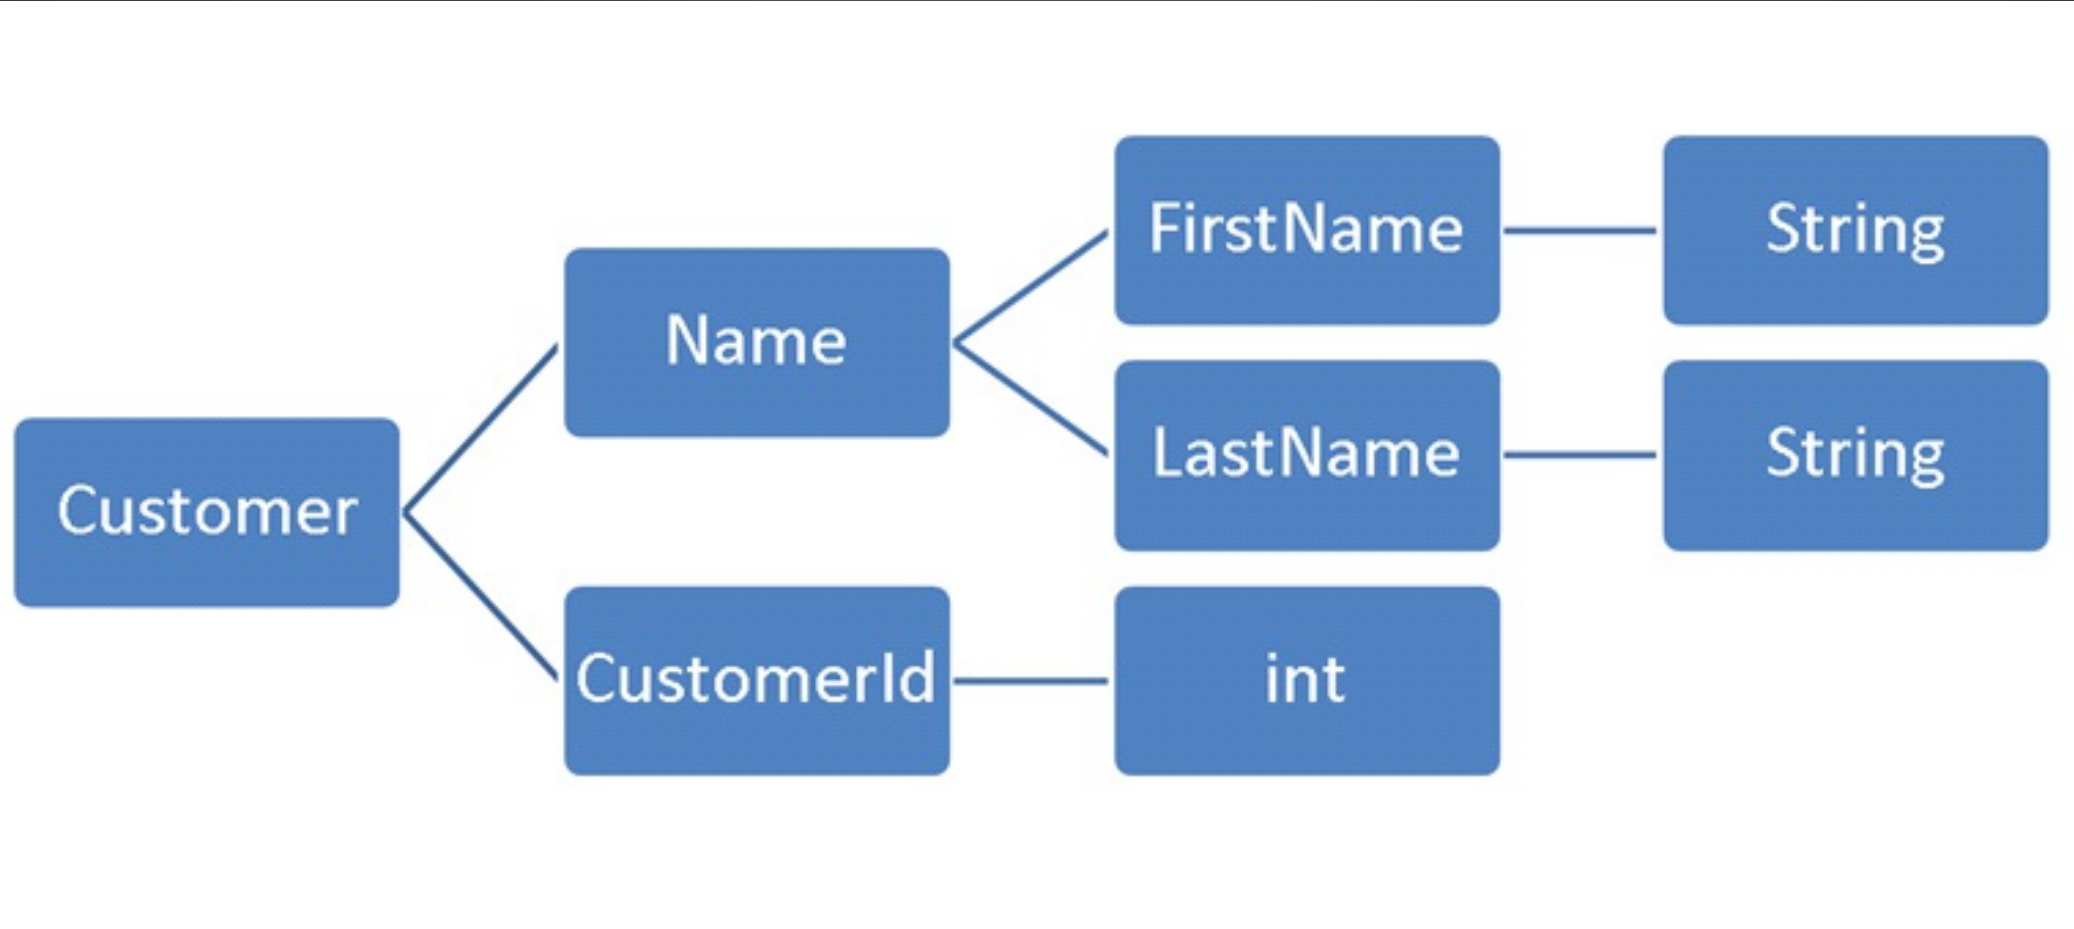 FirstName
String
Name
LastName
String
Customer
CustomerId
int